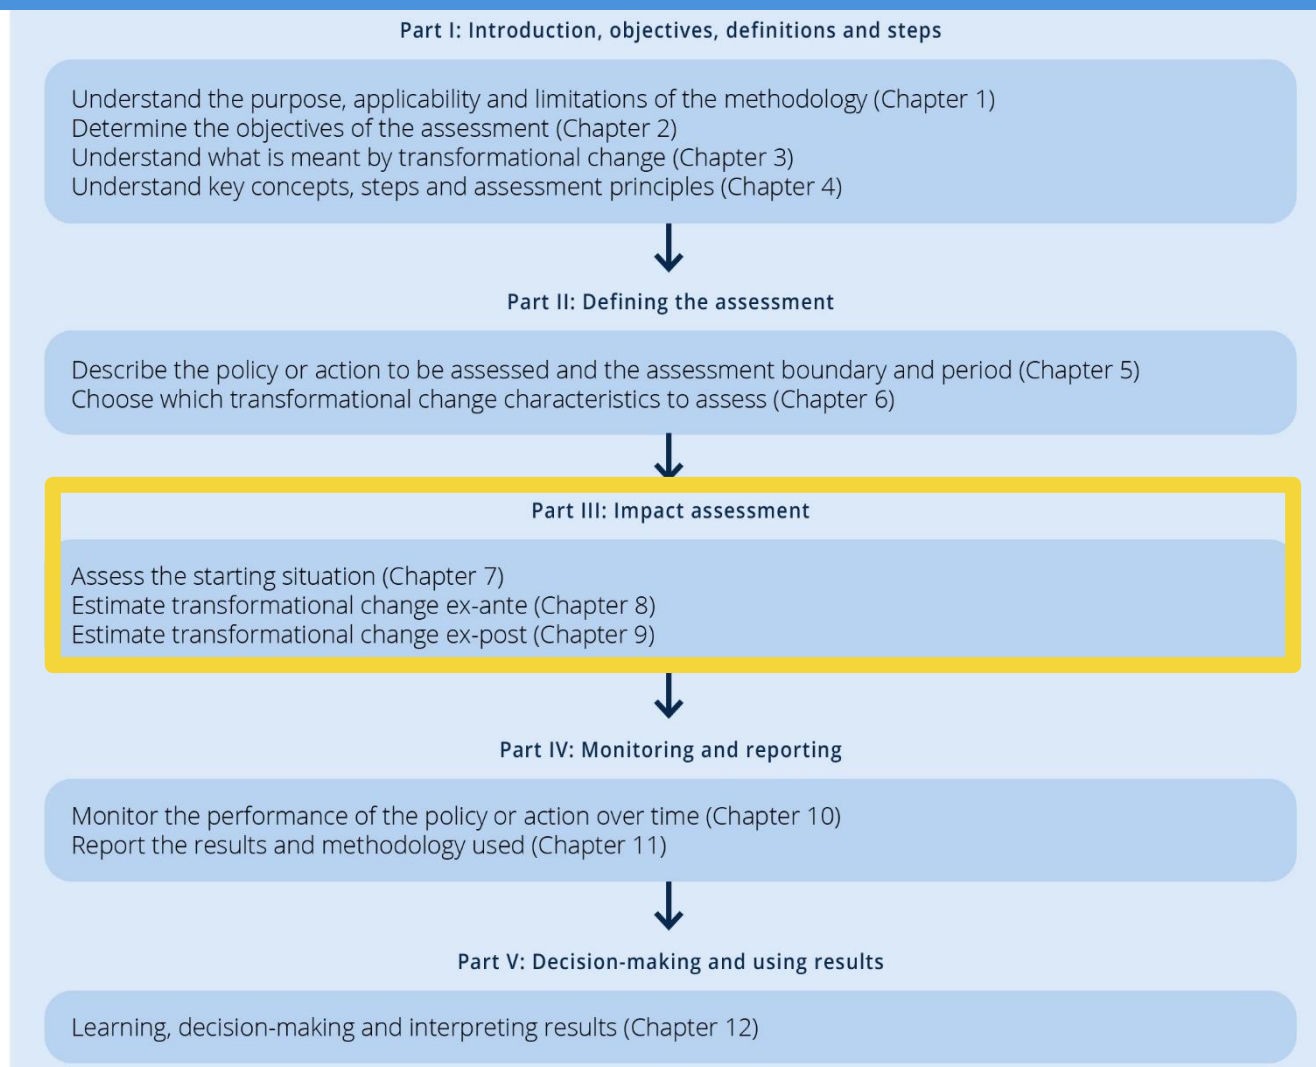 Part I: Introduction, objectives, definitions and steps
Understand the purpose, applicability and limitations of the methodology (Chapter 1)
Determine the objectives of the assessment (Chapter 2)
Understand what is meant by transformational change (Chapter 3)
Understand key concepts, steps and assessment principles (Chapter 4)
Part II: Defining the assessment
Describe the policy or action to be assessed and the assessment boundary and period (Chapter 5)
Choose which transformational change characteristics to assess (Chapter 6)
Part III: Impact assessment
Assess the starting situation (Chapter 7)
Estimate transformational change ex-ante (Chapter 8)
Estimate transformational change ex-post (Chapter 9)
Part IV: Monitoring and reporting
Monitor the performance of the policy or action over time (Chapter 10)
Report the results and methodology used (Chapter 11)
Part V: Decision-making and using results
Learning, decision-making and interpreting results (Chapter 12)